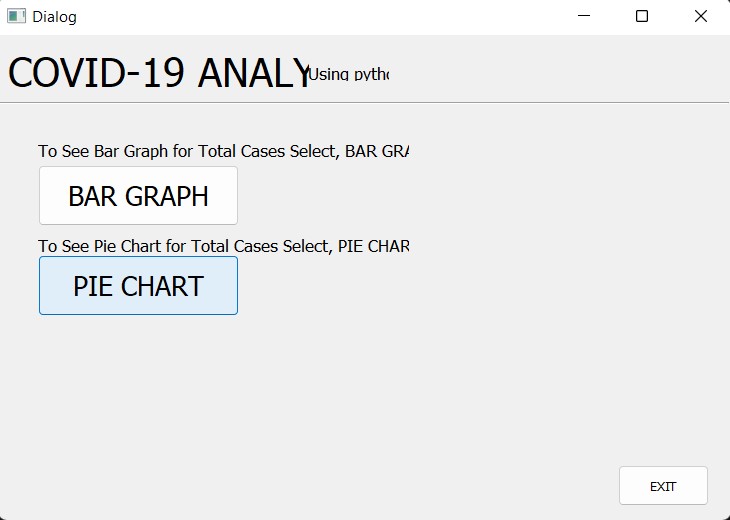 Dialog
COVID-19 ANALY
Using pytho
To See Bar Graph for Total Cases Select, BAR GRA
BAR GRAPH
To See Pie Chart for Total Cases Select, PIE CHAR
PIE CHART
EXIT